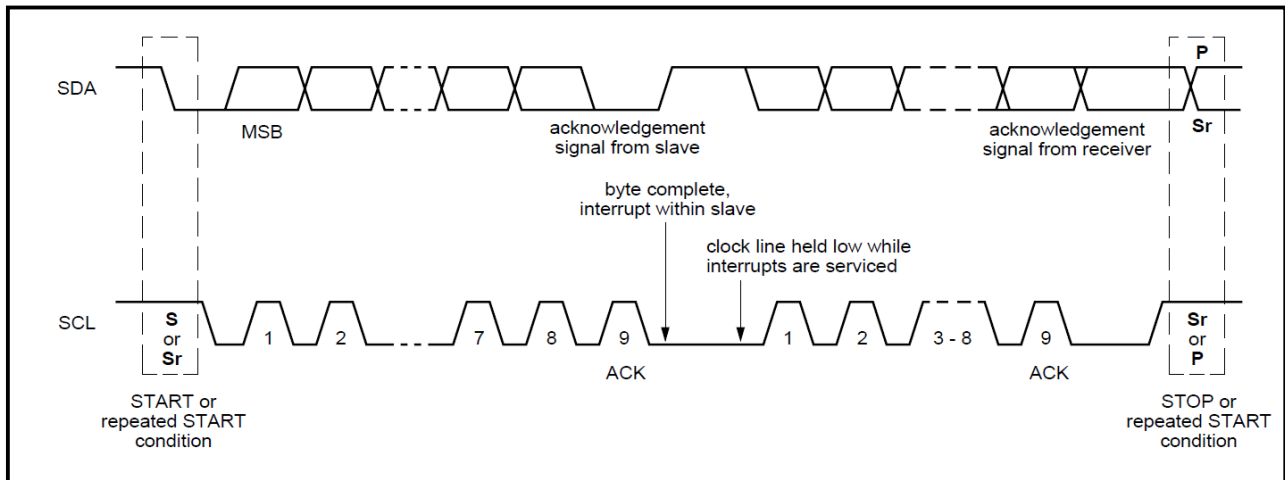 P
SDA
MSB
acknowledgement
signal from slave
acknowledgement
signal from receiver
Sr
byte complete,
interrupt within slave
clock line held low while
interrupts are serviced
SCL
S
or
Sr
1
2
7
8
9
1
2
3 - 8
9
Sr
or
P
ACK
ACK
START or
repeated START
condition
STOP or
repeated START
condition